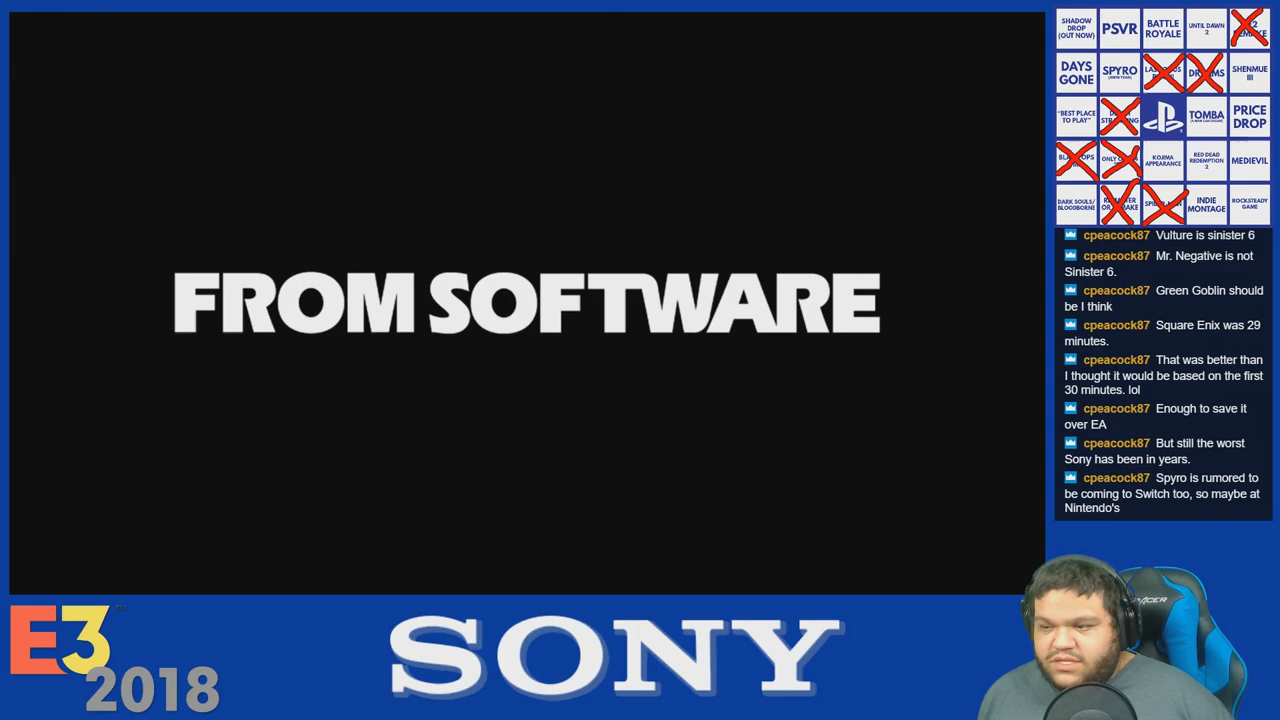 FROMSOFTWARE
SHADOW
DROP
(OUT NOW)
PSVR
BATTLE
ROYALE
UNTIL DAWN
2
DAYS
GONE
SPYRO
SHENMUE
III
"BEST PLACE
TO PLAY"
TOMBA
PRICE
DROP
KOJIMA
APPEARANCE
RED DEAD
REDEMPTION
2
MEDIEVIL
DARK SOULS/
BLOODBORNE
INDIE
MONTAGE
ROCKSTEADY
GAME
cpeacock87 Vulture is sinister 6
cpeacock87 Mr. Negative is not
Sinister 6.
cpeacock87 Green Goblin should
be I think
cpeacock87 Square Enix was 29
minutes.
cpeacock87 That was better than
I thought it would be based on the first
30 minutes. lol
cpeacock87 Enough to save it
over EA
cpeacock87 But still the worst
Sony has been in years.
cpeacock87 Spyro is rumored to
be coming to Switch too, so maybe at
Nintendo's
E3
2018
SONY